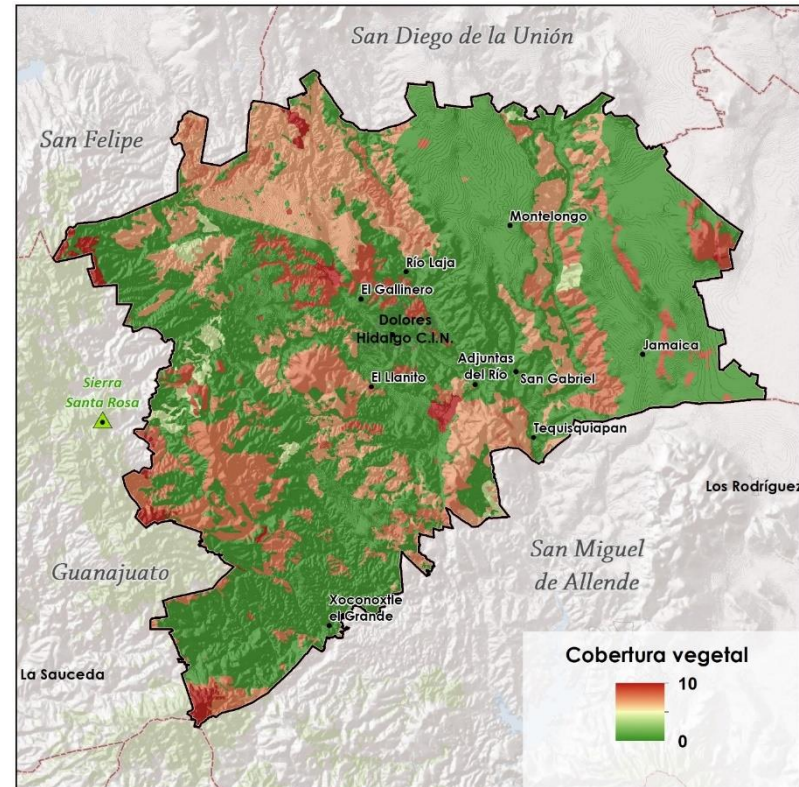 San Diego de la Unión
San Felipe
Montelongo
Río Laja
El Gallinero
Dolores
Hidalgo C.I.N.
Jamaica
Adjuntas
del Río
San Gabriel
El Llanito
Sierra
Santa Rosa
Tequisquiapan
Los Rodríguez
San Miguel
de Allende
Guanajuato
Xoconoxtle
el Grande
La Sauceda
Cobertura vegetal
10
0